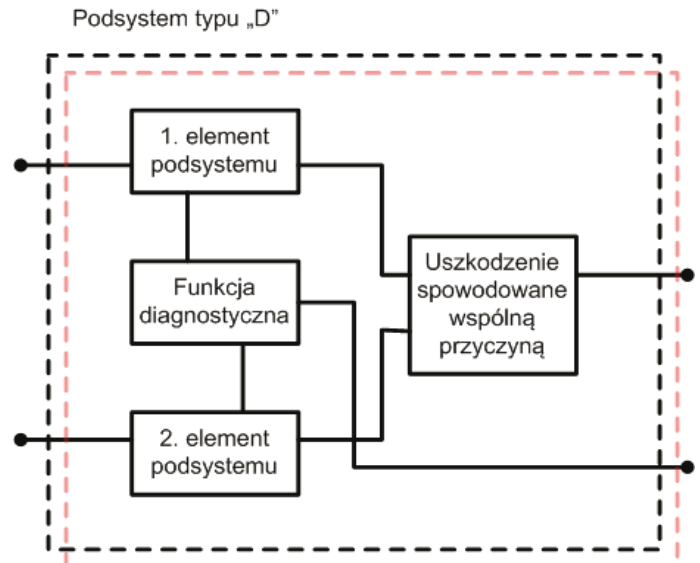 Podsystem typu „D”
1. element
podsystemu
Funkcja
diagnostyczna
Uszkodzenie
spowodowane
wspólną
przyczyną
2. element
podsystemu